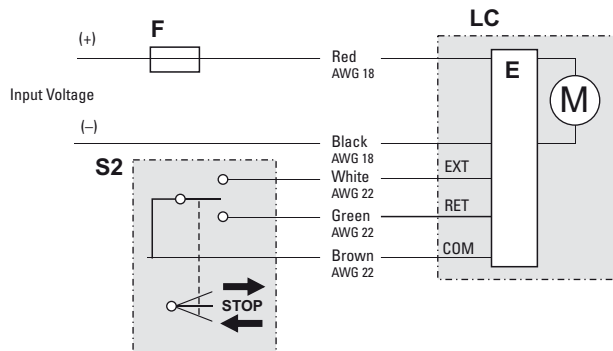 LC
F
(+)
Red
AWG 18
E
M
Input Voltage
(–)
Black
AWG 18
S2
White
AWG 22
EXT
Green
AWG 22
RET
Brown
AWG 22
COM
STOP